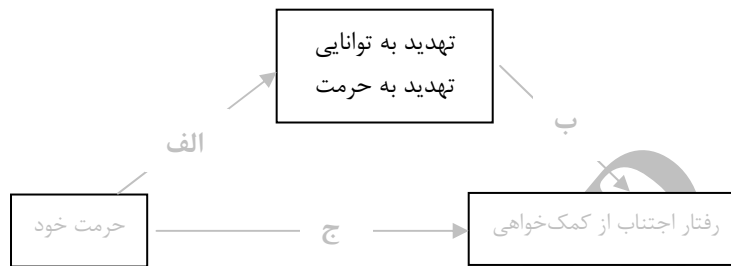 تهدید به توانایی
تهدید به حرمت
الف
ب
حرمت خود
ج
رفتار اجتناب از کمک‌خواهی